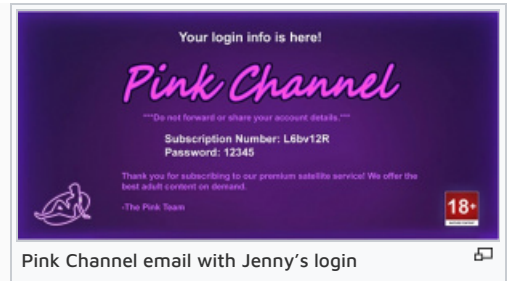 Your login info is here!
Pink Channel
***Do not forward or share your account details.***
Subscription Number: L6bv12R
Password: 12345
Thank you for subscribing to our premium satellite service! We offer the
best adult content on demand.
-The Pink Team
18+
Pink Channel email with Jenny's login